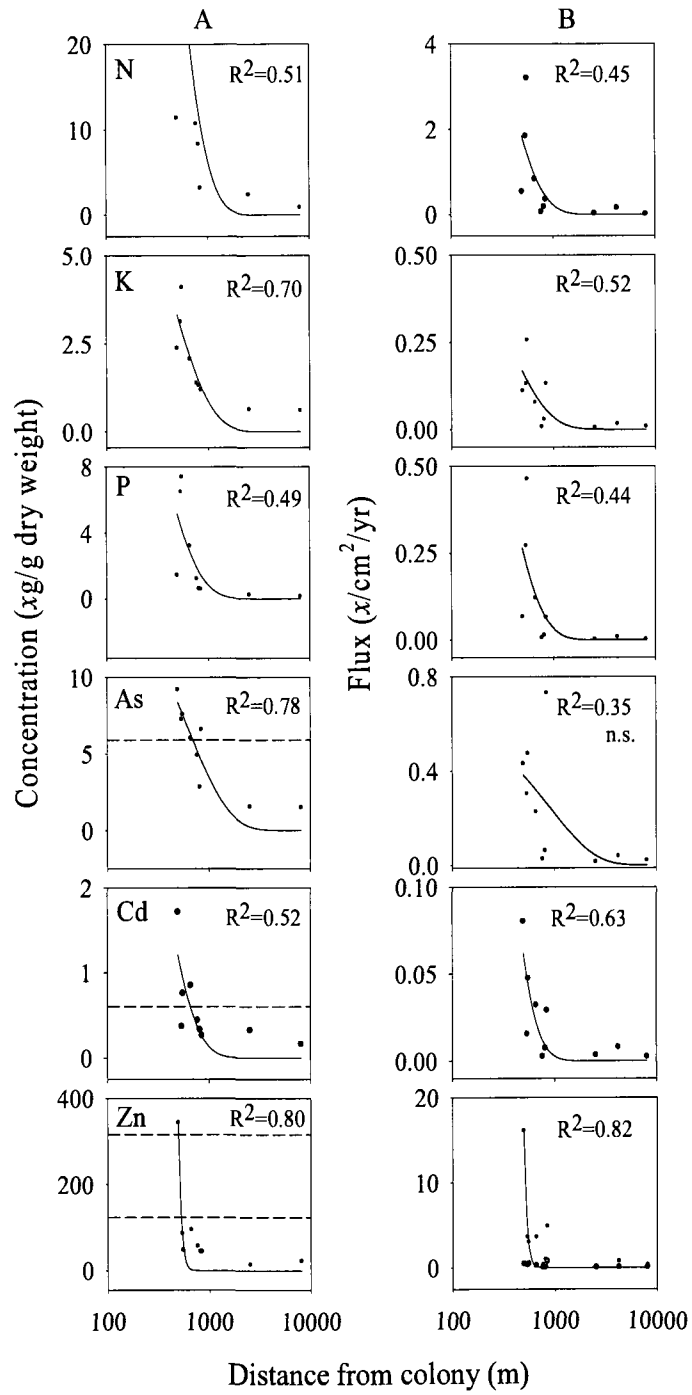 A
B
N
R²=0.51
20
10
0
R²=0.45
4
2
0
K
R²=0.70
5.0
2.5
0.0
R²=0.52
0.50
0.25
0.00
P
R²=0.49
8
4
0
R²=0.44
0.50
0.25
0.00
As
R²=0.78
10
5
0
R²=0.35
n.s.
0.8
0.4
0.0
Cd
R²=0.52
2
1
0
R²=0.63
0.10
0.05
0.00
Zn
R²=0.80
400
200
0
R²=0.82
20
10
0
100 1000 10000
100 1000 10000
Concentration (xg/g dry weight)
Flux (x/cm²/yr)
Distance from colony (m)